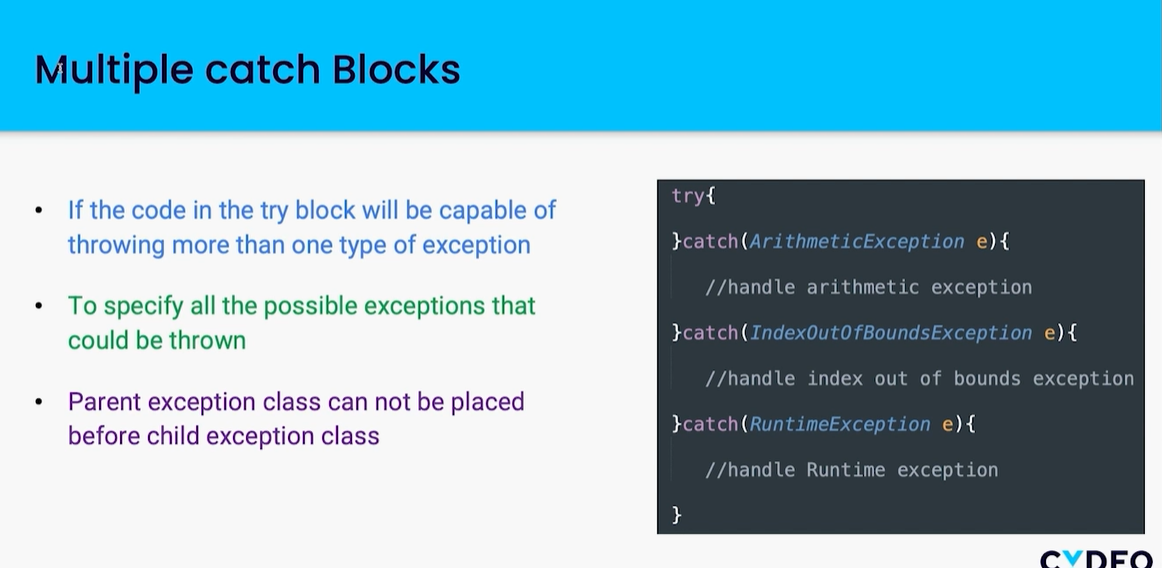 Multiple catch Blocks
• If the code in the try block will be capable of
throwing more than one type of exception
• To specify all the possible exceptions that
could be thrown
• Parent exception class can not be placed
before child exception class
try{
}catch(ArithmeticException e){
//handle arithmetic exception
}catch(IndexOutOfBoundsException e){
//handle index out of bounds exception
}catch(RuntimeException e){
//handle Runtime exception
}
CYDEO